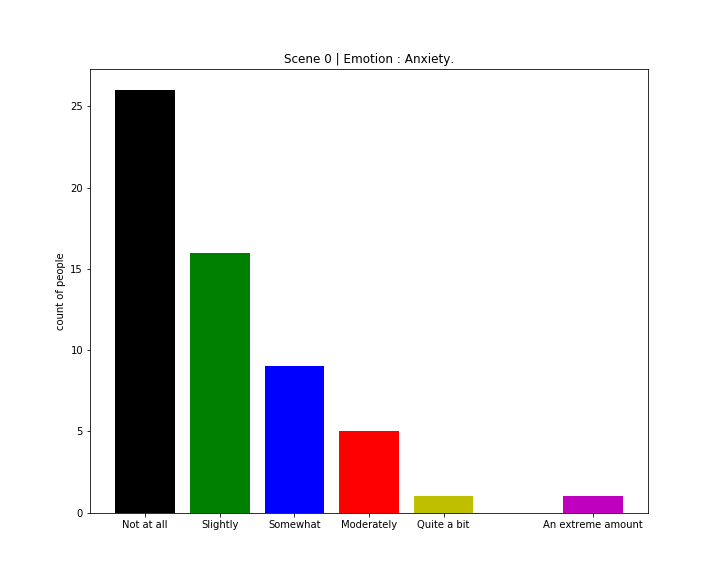 Scene 0 | Emotion : Anxiety.
25
20
15
10
5
0
count of people
Not at all Slightly Somewhat Moderately Quite a bit An extreme amount